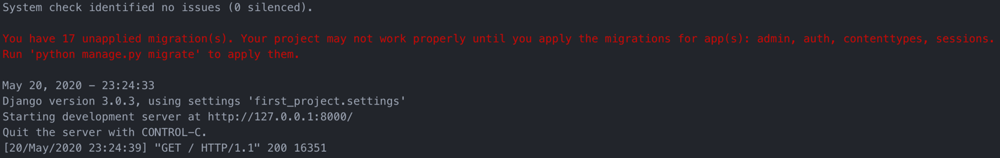 System check identified no issues (0 silenced).
You have 17 unapplied migration(s). Your project may not work properly until you apply the migrations for app(s): admin, auth, contenttypes, sessions.
Run 'python manage.py migrate' to apply them.
May 20, 2020 - 23:24:33
Django version 3.0.3, using settings 'first_project.settings'
Starting development server at http://127.0.0.1:8000/
Quit the server with CONTROL-C.
[20/May/2020 23:24:39] "GET / HTTP/1.1" 200 16351